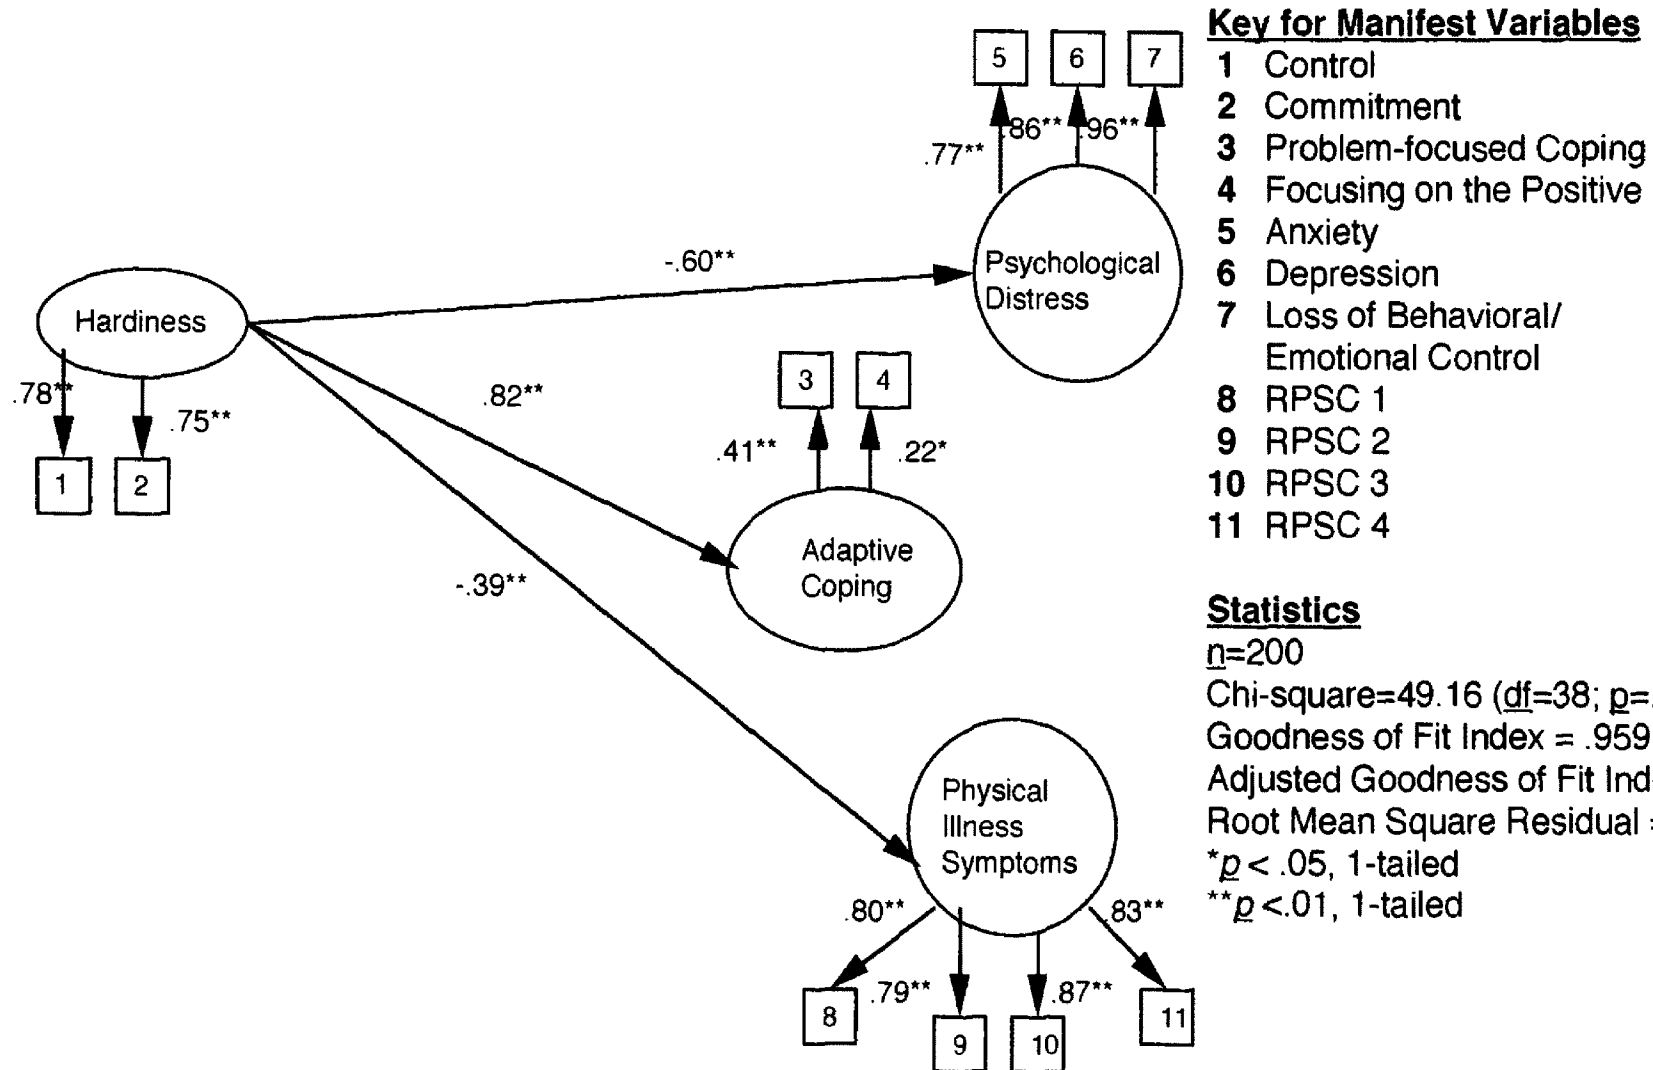 5 6 7
.77** .86** .96**
Psychological
Distress
-.60**
Hardiness
.78** .75**
1 2
.82**
3 4
.41** .22*
Adaptive
Coping
-.39**
Physical
Illness
Symptoms
.80** .79** .87** .83**
8 9 10 11
Key for Manifest Variables
1 Control
2 Commitment
3 Problem-focused Coping
4 Focusing on the Positive
5 Anxiety
6 Depression
7 Loss of Behavioral/
Emotional Control
8 RPSC 1
9 RPSC 2
10 RPSC 3
11 RPSC 4
Statistics
n=200
Chi-square=49.16 (df=38; p=
Goodness of Fit Index = .959
Adjusted Goodness of Fit
Root Mean Square Residual
*p < .05, 1-tailed
**p <.01, 1-tailed